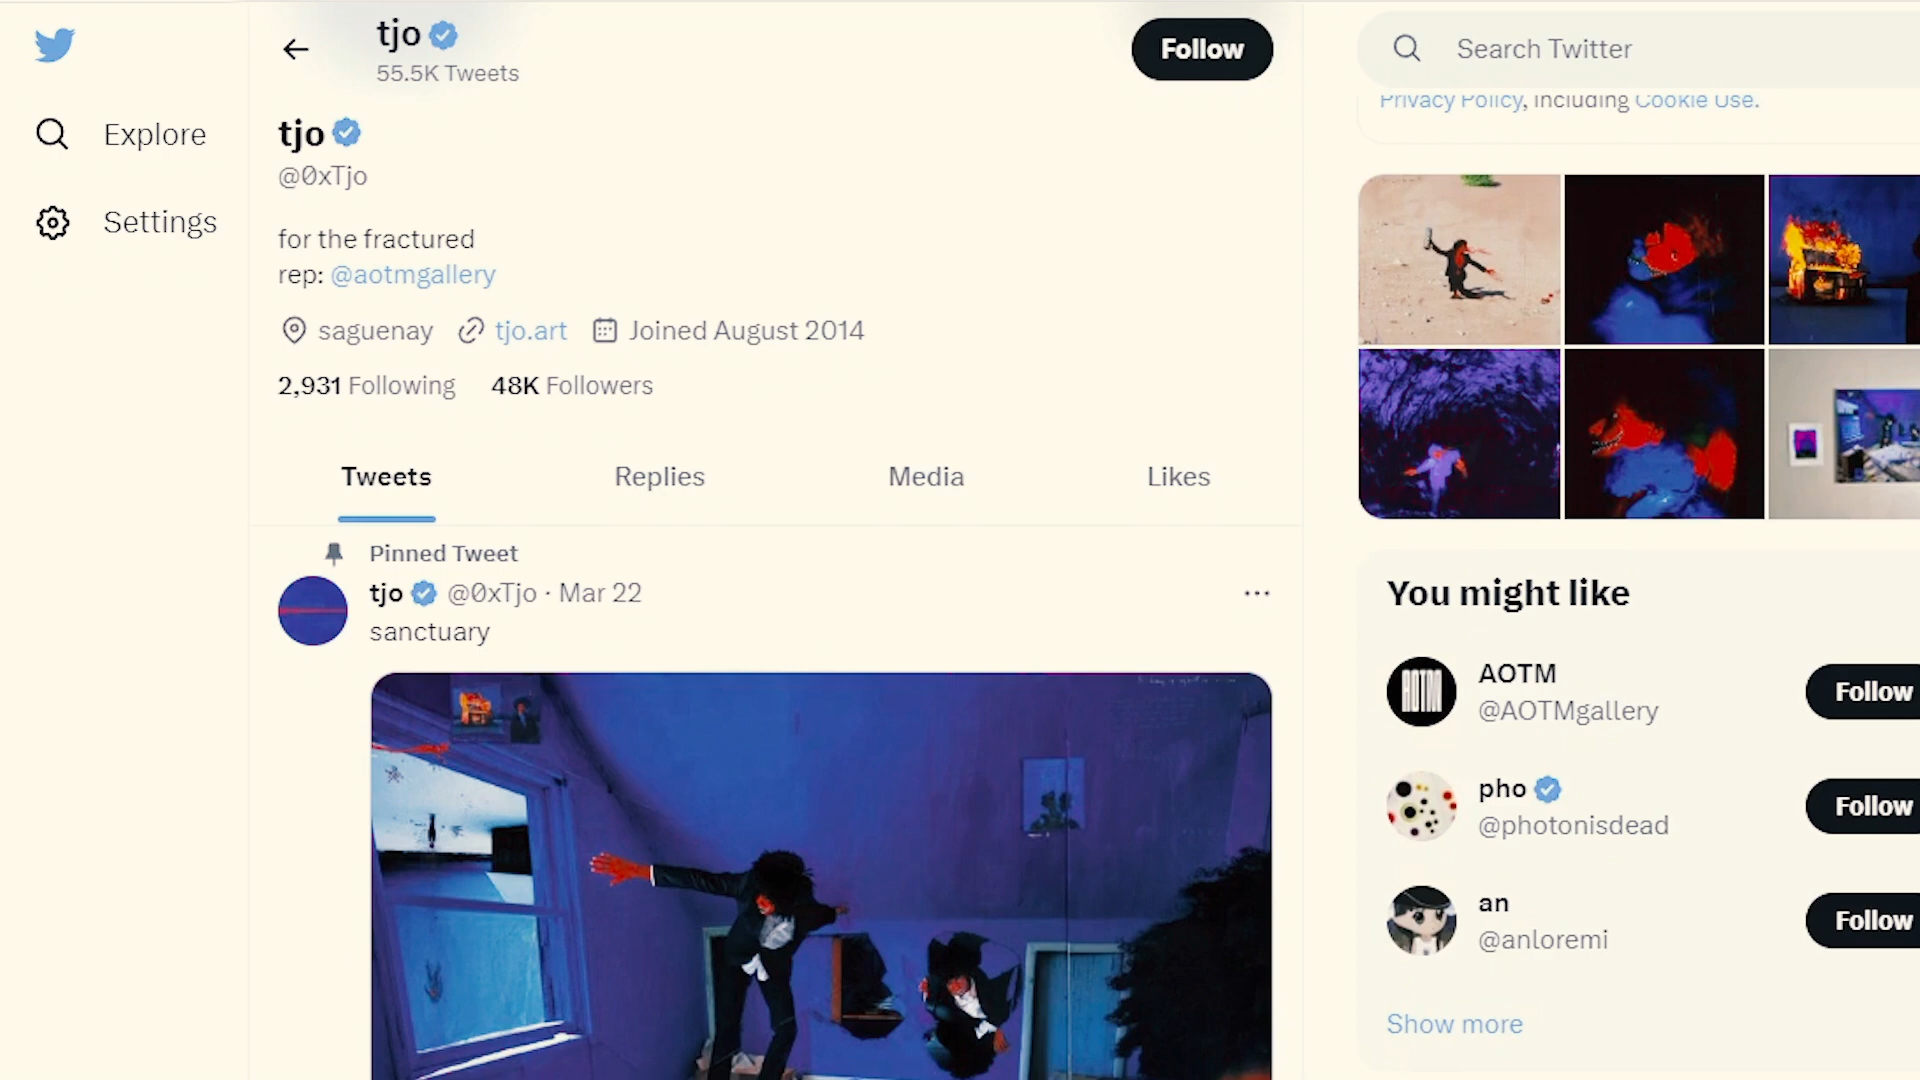 tjo
55.5K Tweets
Follow
Search Twitter
Explore
Settings
tjo
@0xTjo
for the fractured
rep: @aotmgallery
saguenay
tjo.art
Joined August 2014
2,931 Following
48K Followers
Tweets
Replies
Media
Likes
Pinned Tweet
tjo @0xTjo · Mar 22
sanctuary
Privacy Policy, including Cookie Use.
You might like
AOTM
@AOTMgallery
Follow
pho
@photonisdead
Follow
an
@anloremi
Follow
Show more